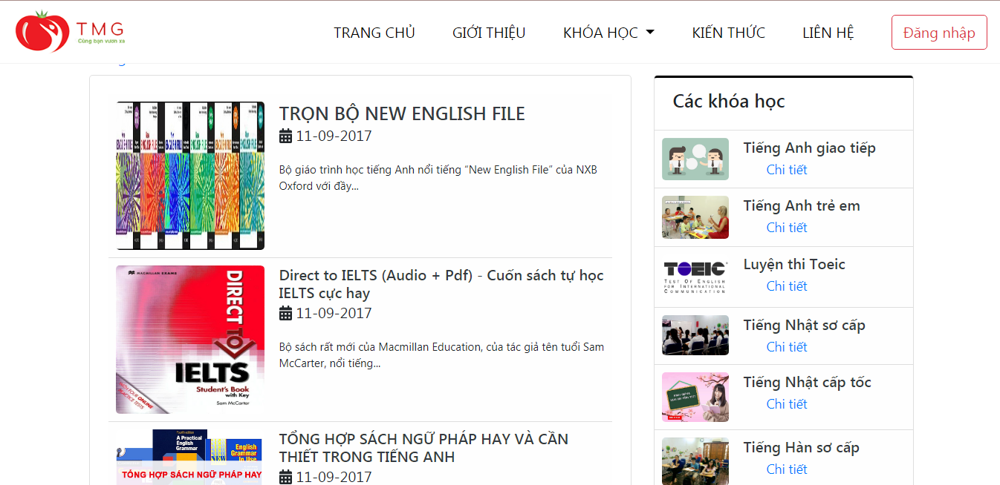 TMG
Cùng bạn vươn xa
TRANG CHỦ
GIỚI THIỆU
KHÓA HỌC
KIẾN THỨC
LIÊN HỆ
Đăng nhập
TRỌN BỘ NEW ENGLISH FILE
11-09-2017
Bộ giáo trình học tiếng Anh nổi tiếng “New English File” của NXB
Oxford với đầy...
MACMILLAN EXAMS
DIRECT TO
IELTS
Student's Book
with Key
Sam McCarter
Direct to IELTS (Audio + Pdf) - Cuốn sách tự học
IELTS cực hay
11-09-2017
Bộ sách rất mới của Macmillan Education, của tác giả tên tuổi Sam
McCarter, nổi tiếng...
A Practical
English
Grammar
English
Grammar
in Use
TỔNG HỢP SÁCH NGỮ PHÁP HAY
TỔNG HỢP SÁCH NGỮ PHÁP HAY VÀ CẦN
THIẾT TRONG TIẾNG ANH
11-09-2017
Các khóa học
Tiếng Anh giao tiếp
Chi tiết
Tiếng Anh trẻ em
Chi tiết
TOEIC
TEST OF ENGLISH
FOR INTERNATIONAL
COMMUNICATION
Luyện thi Toeic
Chi tiết
Tiếng Nhật sơ cấp
Chi tiết
Tiếng Nhật cấp tốc
Chi tiết
Tiếng Hàn sơ cấp
Chi tiết